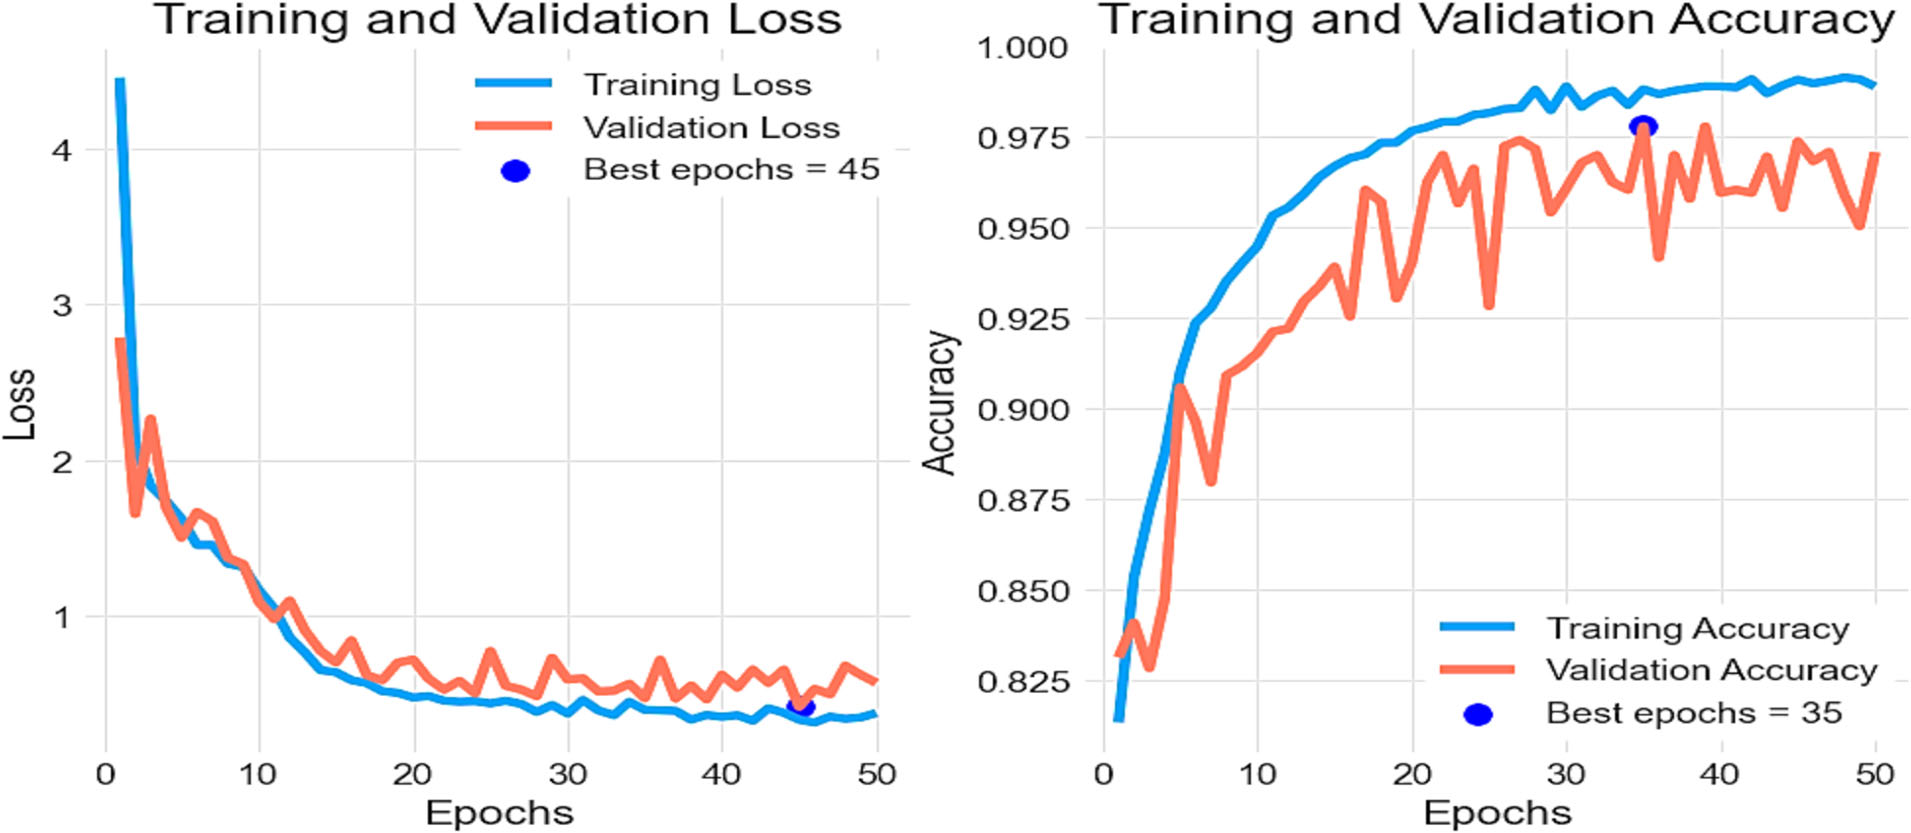 Training and Validation Loss
Training Loss
Validation Loss
Best epochs = 45
4
3
2
1
Loss
0 10 20 30 40 50
Epochs
Training and Validation Accuracy
1.000
0.975
0.950
0.925
0.900
0.875
0.850
0.825
Accuracy
Training Accuracy
Validation Accuracy
Best epochs = 35
0 10 20 30 40 50
Epochs